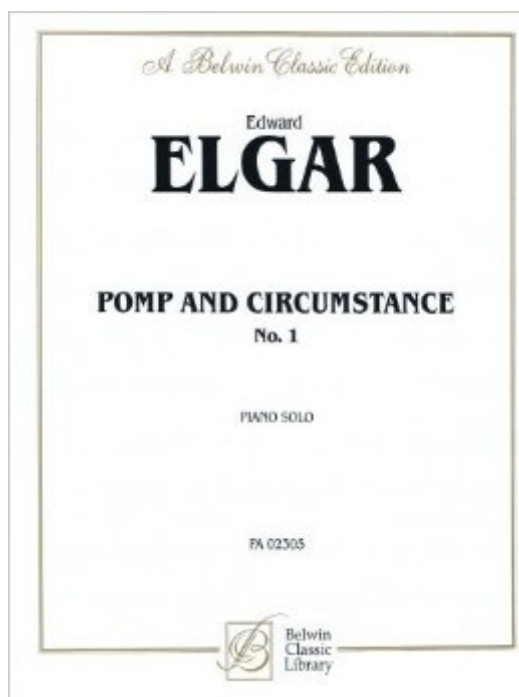 A Belwin Classic Edition
Edward
ELGAR
POMP AND CIRCUMSTANCE
No. 1
PIANO SOLO
PA 02305
Belwin
Classic
Library